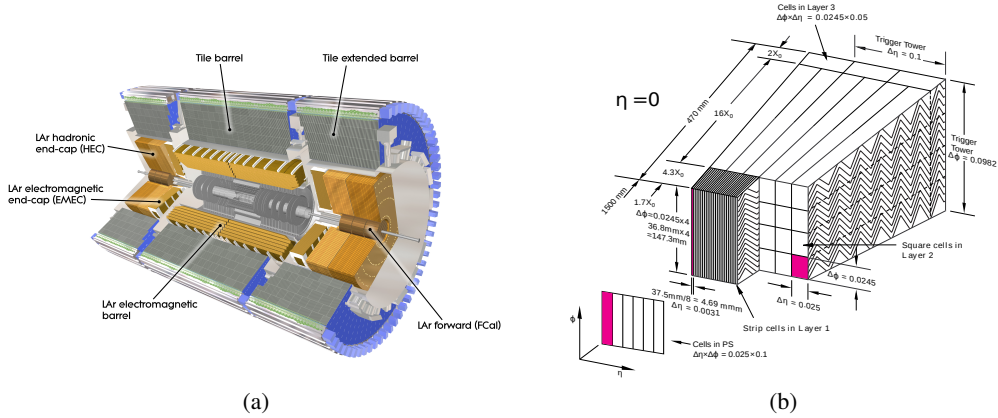 Tile barrel
Tile extended barrel
LAr hadronic
end-cap (HEC)
LAr electromagnetic
end-cap (EMEC)
LAr electromagnetic
barrel
LAr forward (FCal)
(a)
Cells in Layer 3
Δϕ×Δη = 0.0245×0.05
Trigger Tower
Δη = 0.1
2X₀
η = 0
470 mm
16X₀
Trigger
Tower
Δϕ = 0.0982
4.3X₀
1500 mm
1.7X₀
Δϕ=0.0245x4
36.8mmx4
=147.3mm
Square cells in
Layer 2
Δϕ = 0.0245
37.5mm/8 = 4.69 mmm
Δη = 0.0031
Δη = 0.025
Strip cells in Layer 1
ϕ
η
Cells in PS
Δη×Δϕ = 0.025×0.1
(b)